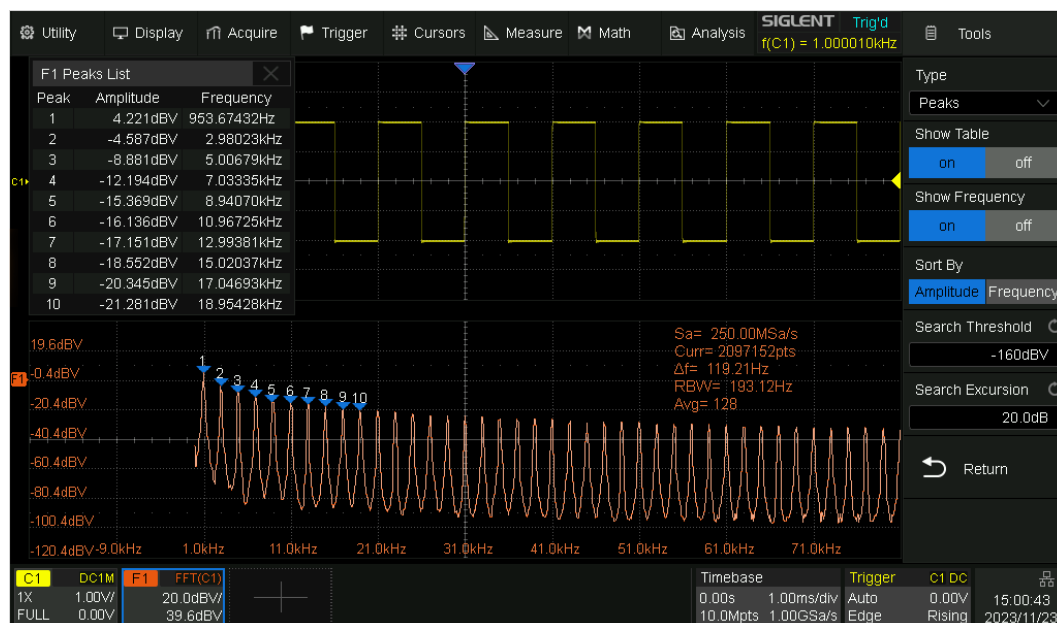 Utility Display Acquire Trigger Cursors Measure Math Analysis SIGLENT Trig'd
f(C1) = 1.000010kHz
Tools
F1 Peaks List
Peak Amplitude Frequency
1 4.221dBV 953.67432Hz
2 -4.587dBV 2.98023kHz
3 -8.881dBV 5.00679kHz
4 -12.194dBV 7.03335kHz
5 -15.369dBV 8.94070kHz
6 -16.136dBV 10.96725kHz
7 -17.151dBV 12.99381kHz
8 -18.552dBV 15.02037kHz
9 -20.345dBV 17.04693kHz
10 -21.281dBV 18.95428kHz
C1
Type
Peaks
Show Table
on off
Show Frequency
on off
Sort By
Amplitude Frequency
Search Threshold
-160dBV
Search Excursion
20.0dB
Return
Sa= 250.00MSa/s
Curr= 2097152pts
Δf= 119.21Hz
RBW= 193.12Hz
Avg= 128
19.6dBV
F1 -0.4dBV
-20.4dBV
-40.4dBV
-60.4dBV
-80.4dBV
-100.4dBV
-120.4dBV
1 2 3 4 5 6 7 8 9 10
-9.0kHz 1.0kHz 11.0kHz 21.0kHz 31.0kHz 41.0kHz 51.0kHz 61.0kHz 71.0kHz
C1 DC1M
1X 1.00V/
FULL 0.00V
F1 FFT(C1)
20.0dBV/
39.6dBV
Timebase
0.00s 1.00ms/div
10.0Mpts 1.00GSa/s
Trigger C1 DC
Auto 0.00V
Edge Rising
15:00:43
2023/11/23